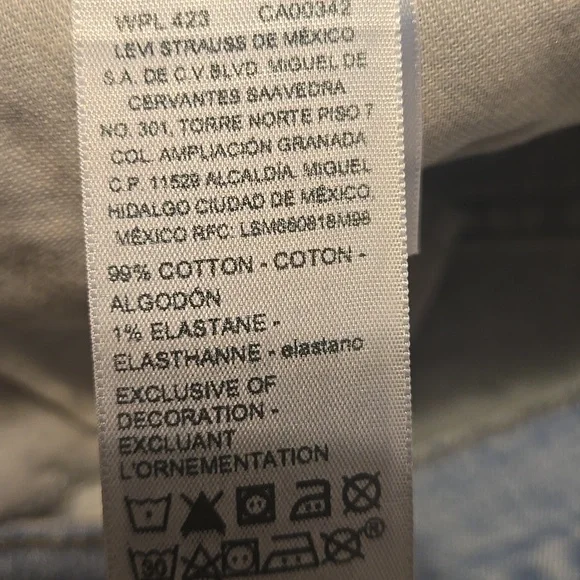 WPL 423 CA00342
LEVI STRAUSS DE MÉXICO
S.A. DE C.V. BLVD. MIGUEL DE
CERVANTES SAAVEDRA
NO. 301, TORRE NORTE PISO 7
COL. AMPLIACIÓN GRANADA
C.P. 11529 ALCALDÍA. MIGUEL
HIDALGO CIUDAD DE MÉXICO
MÉXICO RFC: LSM860818M98
99% COTTON - COTON -
ALGODÓN
1% ELASTANE -
ELASTHANNE - elastano
EXCLUSIVE OF
DECORATION -
EXCLUANT
L'ORNEMENTATION
30 ®